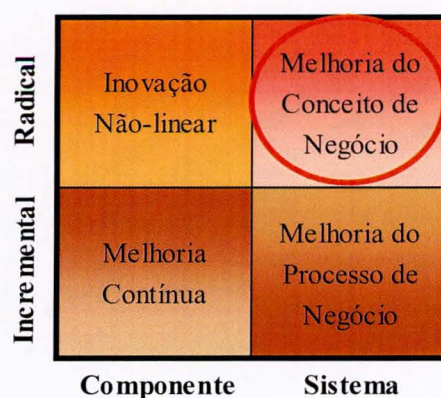 Radical
Inovação
Não-linear
Melhoria do
Conceito de
Negócio
Incremental
Melhoria
Contínua
Melhoria do
Processo de
Negócio
Componente
Sistema